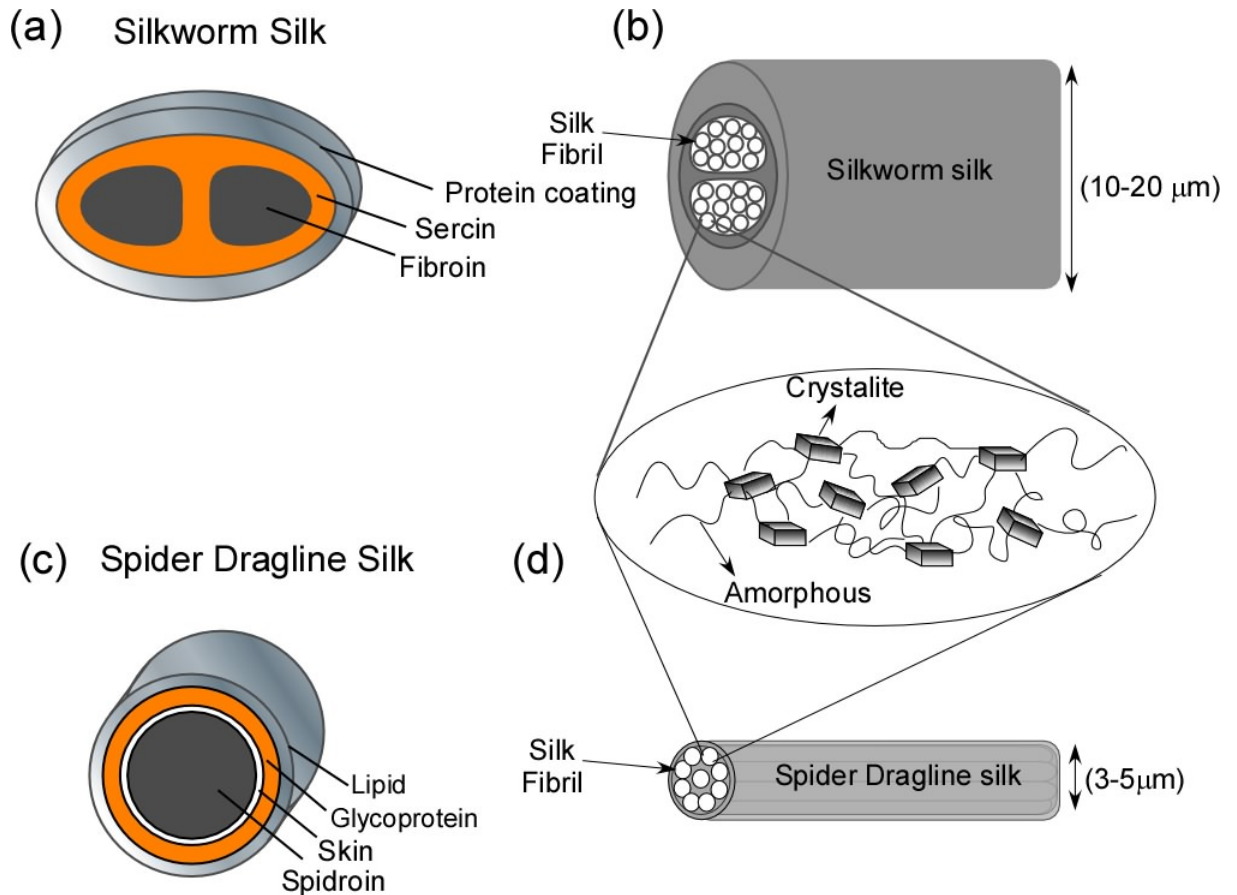 (a) Silkworm Silk
Protein coating
Sercin
Fibroin
(b)
Silk
Fibril
Silkworm silk
(10-20 μm)
Crystalite
Amorphous
(c) Spider Dragline Silk
Lipid
Glycoprotein
Skin
Spidroin
(d)
Silk
Fibril
Spider Dragline silk
(3-5μm)